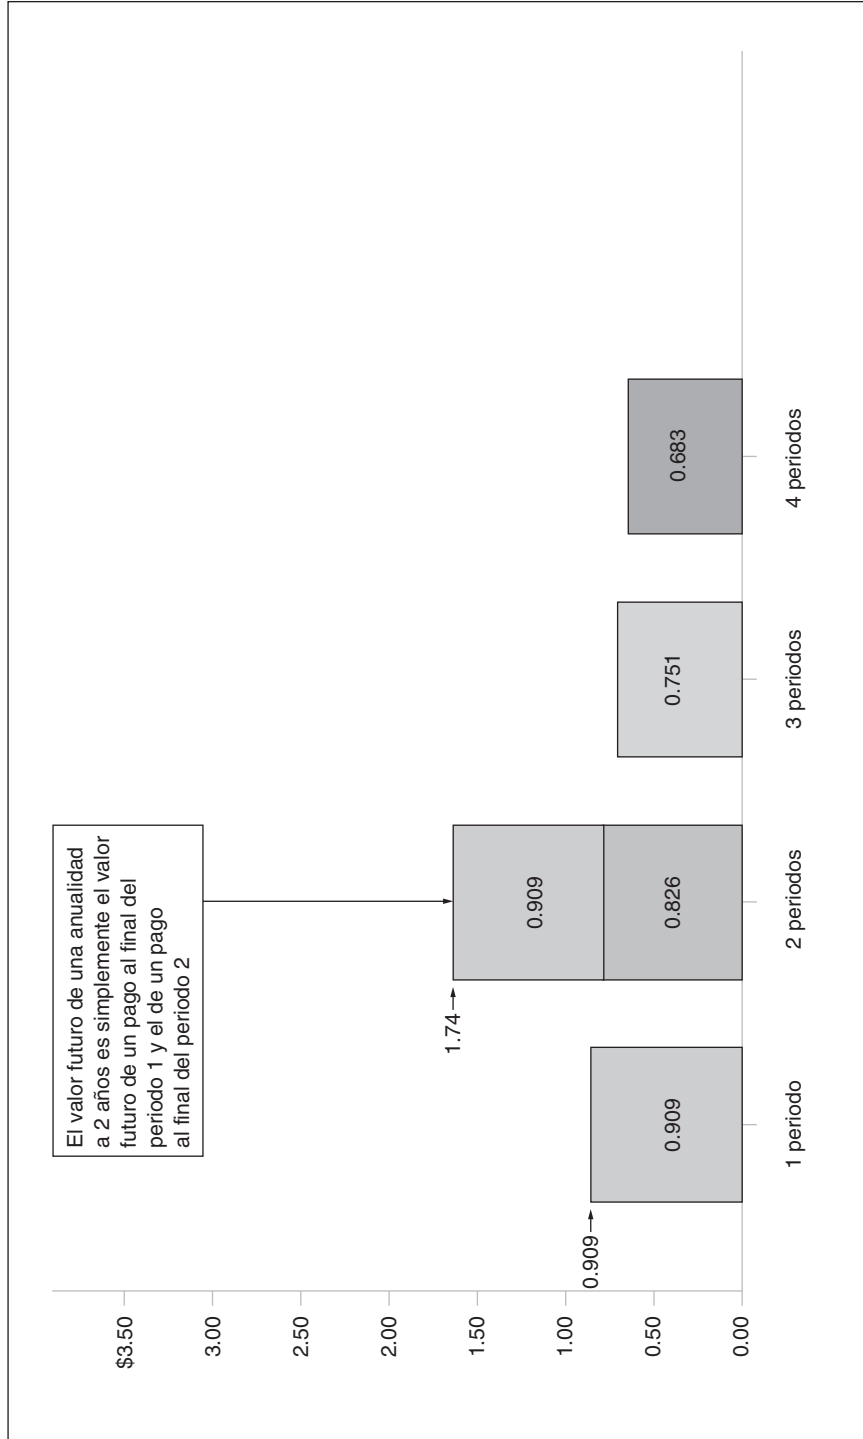 El valor futuro de una anualidad
a 2 años es simplemente el valor
futuro de un pago al final del
periodo 1 y el de un pago
al final del periodo 2
$3.50
3.00
2.50
2.00
1.50
1.00
0.50
0.00
0.909
0.909
1.74
0.909
0.826
0.751
0.683
1 periodo
2 periodos
3 periodos
4 periodos